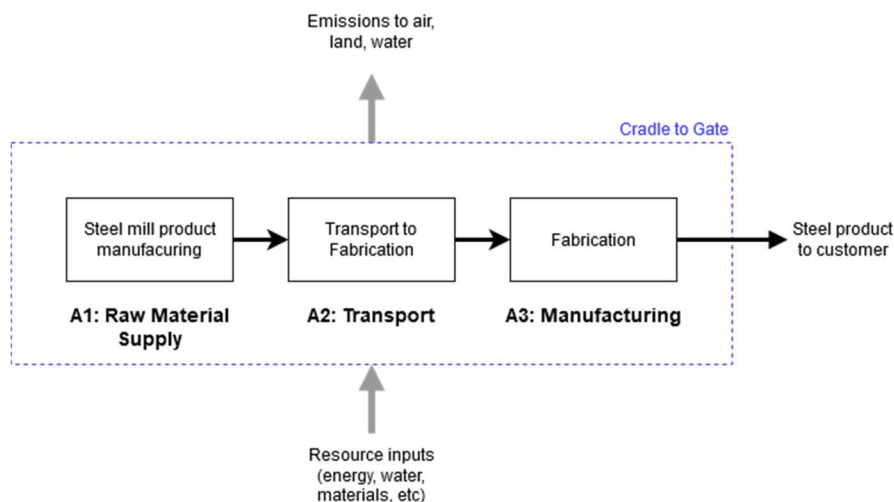 Emissions to air,
land, water
Cradle to Gate
Steel mill product
manufacuring
Transport to
Fabrication
Fabrication
Steel product
to customer
A1: Raw Material
Supply
A2: Transport
A3: Manufacturing
Resource inputs
(energy, water,
materials, etc)